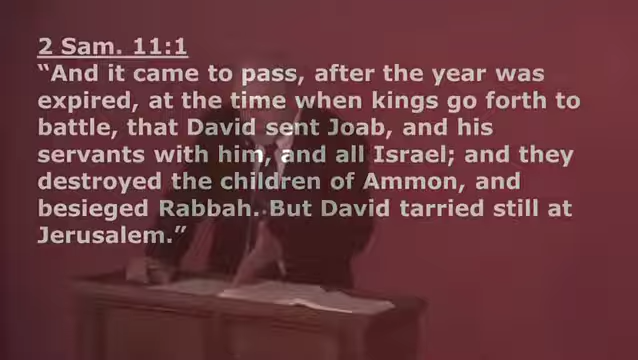 2 Sam. 11:1
“And it came to pass, after the year was
expired, at the time when kings go forth to
battle, that David sent Joab, and his
servants with him, and all Israel; and they
destroyed the children of Ammon, and
besieged Rabbah. But David tarried still at
Jerusalem.”